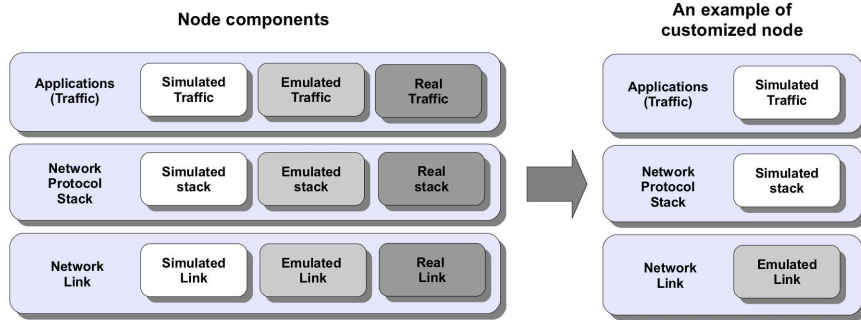 Node components
An example of
customized node
Applications
(Traffic)
Simulated
Traffic
Emulated
Traffic
Real
Traffic
Network
Protocol
Stack
Simulated
stack
Emulated
stack
Real
stack
Network
Link
Simulated
Link
Emulated
Link
Real
Link
Applications
(Traffic)
Simulated
Traffic
Network
Protocol
Stack
Simulated
stack
Network
Link
Emulated
Link